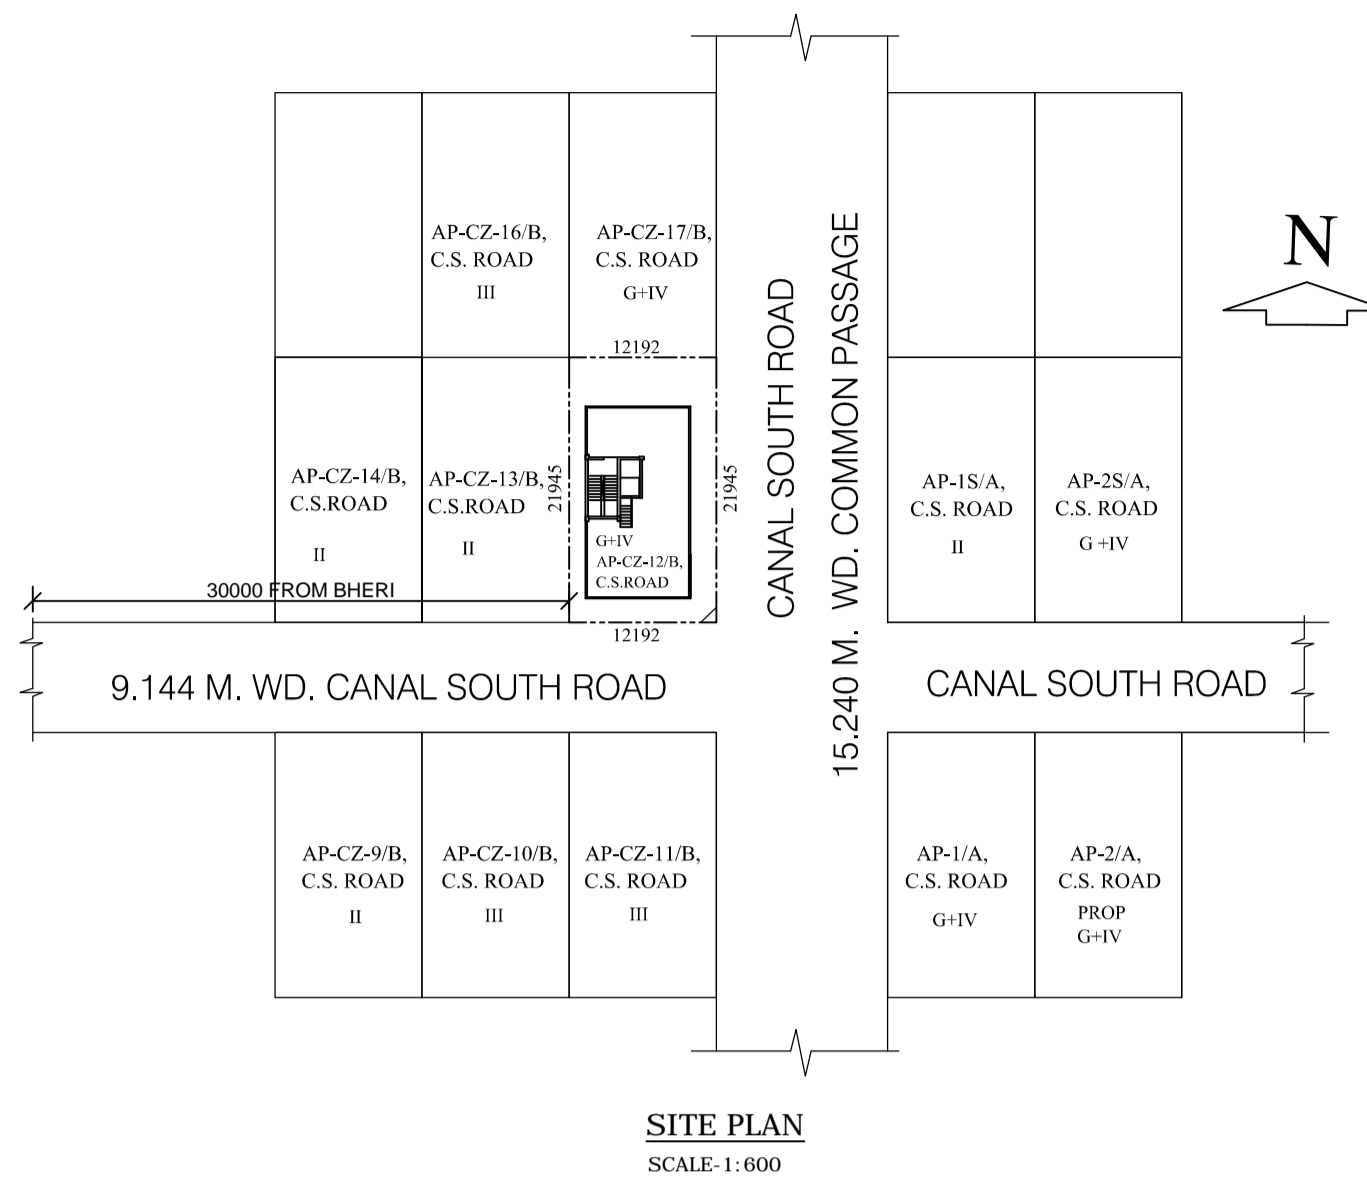 AP-CZ-16/B,
C.S. ROAD
III
AP-CZ-17/B,
C.S. ROAD
G+IV
N
12192
AP-CZ-14/B,
C.S.ROAD
II
AP-CZ-13/B,
C.S.ROAD
II
21945
G+IV
AP-CZ-12/B,
C.S.ROAD
21945
12192
30000 FROM BHERI
CANAL SOUTH ROAD
15.240 M. WD. COMMON PASSAGE
AP-1S/A,
C.S. ROAD
II
AP-2S/A,
C.S. ROAD
G +IV
9.144 M. WD. CANAL SOUTH ROAD
CANAL SOUTH ROAD
AP-CZ-9/B,
C.S. ROAD
II
AP-CZ-10/B,
C.S. ROAD
III
AP-CZ-11/B,
C.S. ROAD
III
AP-1/A,
C.S. ROAD
G+IV
AP-2/A,
C.S. ROAD
PROP
G+IV
SITE PLAN
SCALE-1:600